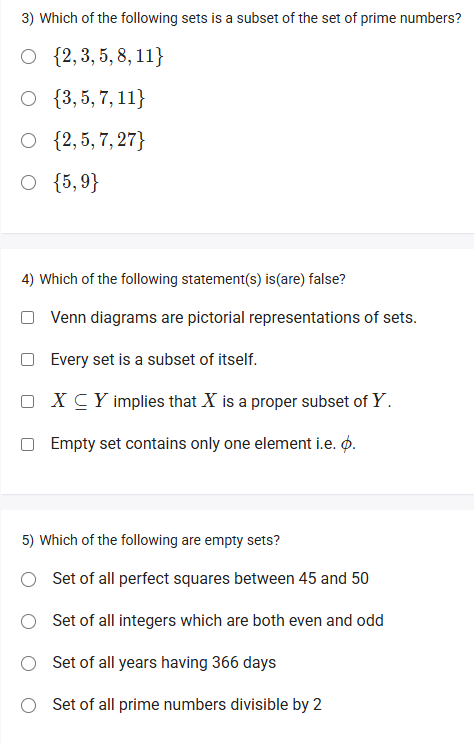 3) Which of the following sets is a subset of the set of prime numbers?
{2, 3, 5, 8, 11}
{3, 5, 7, 11}
{2, 5, 7, 27}
{5, 9}
4) Which of the following statement(s) is(are) false?
Venn diagrams are pictorial representations of sets.
Every set is a subset of itself.
X ⊆ Y implies that X is a proper subset of Y.
Empty set contains only one element i.e. ϕ.
5) Which of the following are empty sets?
Set of all perfect squares between 45 and 50
Set of all integers which are both even and odd
Set of all years having 366 days
Set of all prime numbers divisible by 2